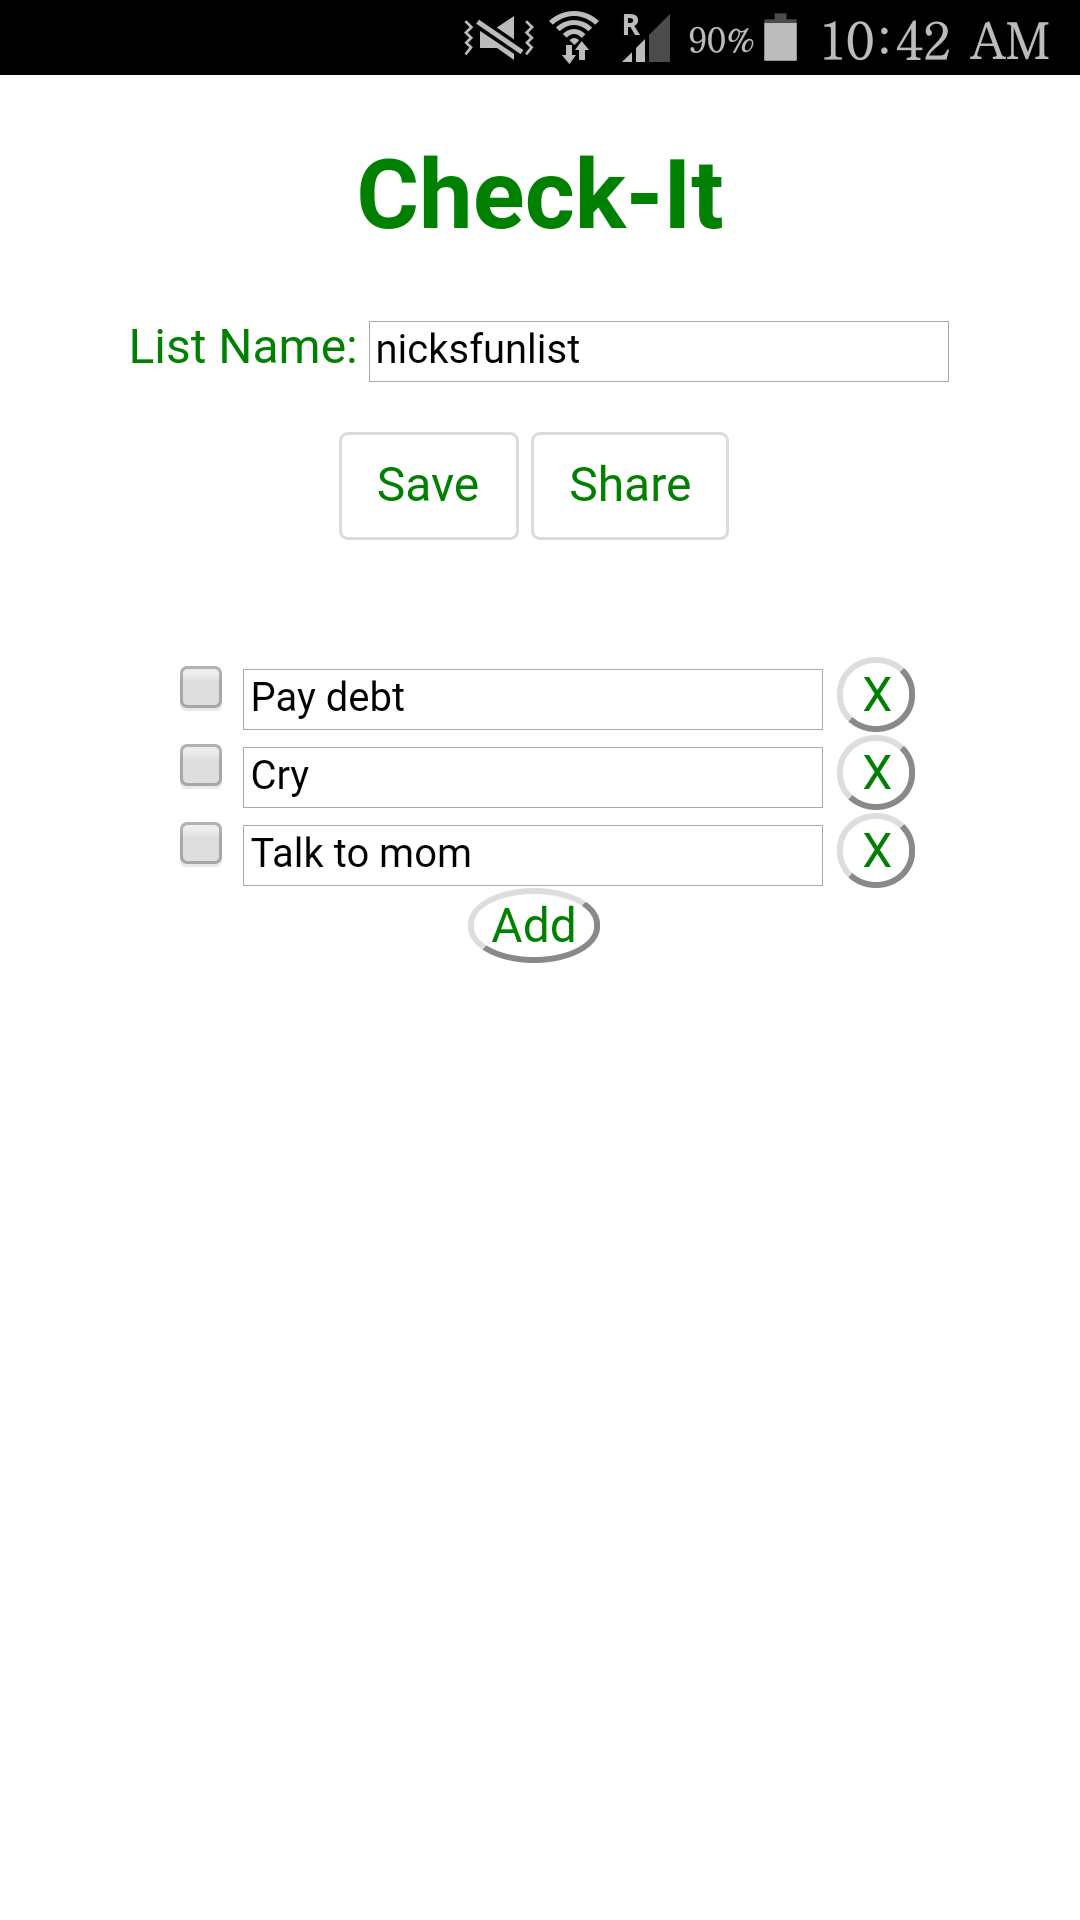 R 90% 10:42 AM
Check-It
List Name: nicksfunlist
Save Share
Pay debt X
Cry X
Talk to mom X
Add